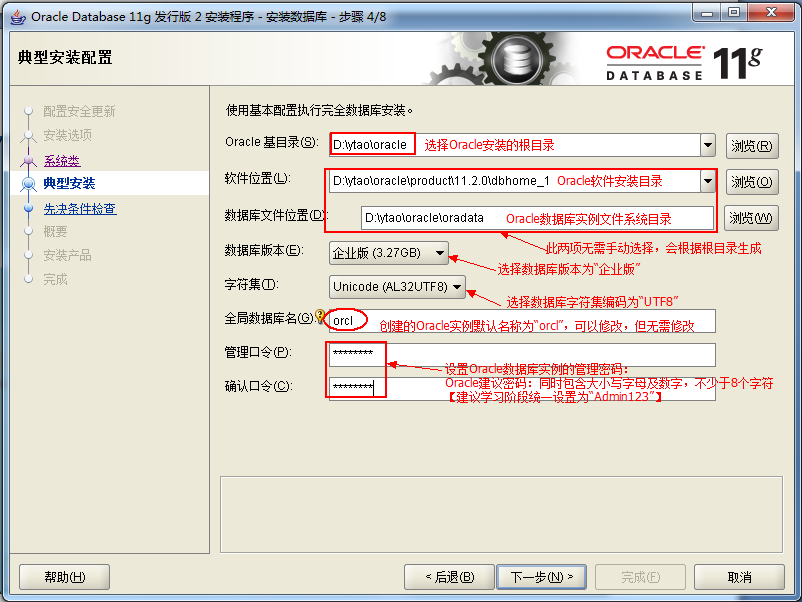 Oracle Database 11g 发行版 2 安装程序 - 安装数据库 - 步骤 4/8
典型安装配置
ORACLE
DATABASE 11g
配置安全更新
安装选项
系统类
典型安装
先决条件检查
概要
安装产品
完成
使用基本配置执行完全数据库安装。
Oracle 基目录(S): D:\ytao\oracle 选择Oracle安装的根目录 浏览(R)
软件位置(L): D:\ytao\oracle\product\11.2.0\dbhome_1 Oracle软件安装目录 浏览(O)
数据库文件位置(D): D:\ytao\oracle\oradata Oracle数据库实例文件系统目录 浏览(W)
此两项无需手动选择，会根据根目录生成
数据库版本(E): 企业版 (3.27GB)
选择数据库版本为“企业版”
字符集(T): Unicode (AL32UTF8)
选择数据库字符集编码为“UTF8”
全局数据库名(G) orcl 创建的Oracle实例默认名称为“orcl”，可以修改，但无需修改
管理口令(P): ********
设置Oracle数据库实例的管理密码：
确认口令(C): ********
Oracle建议密码：同时包含大小写字母及数字，不少于8个字符
【建议学习阶段统一设置为“Admin123”】
帮助(H) < 后退(B) 下一步(N) > 完成(F) 取消